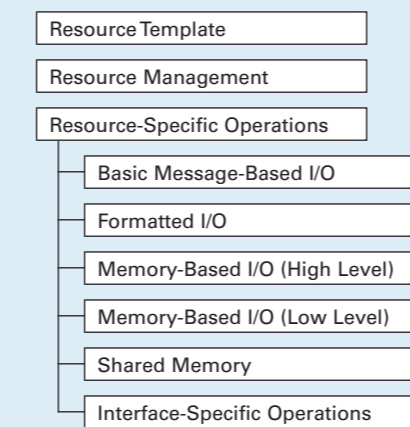 Resource Template
Resource Management
Resource-Specific Operations
Basic Message-Based I/O
Formatted I/O
Memory-Based I/O (High Level)
Memory-Based I/O (Low Level)
Shared Memory
Interface-Specific Operations